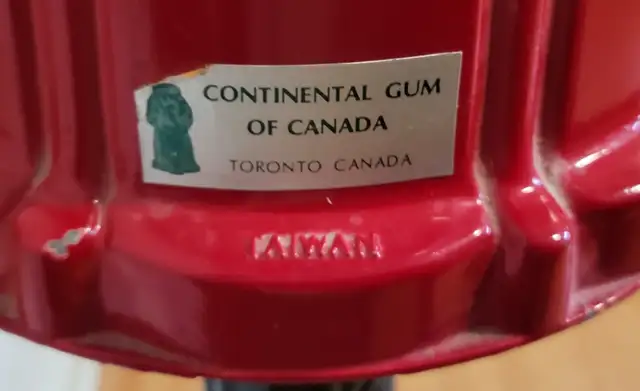 CONTINENTAL GUM
OF CANADA
TORONTO CANADA
TAIWAN